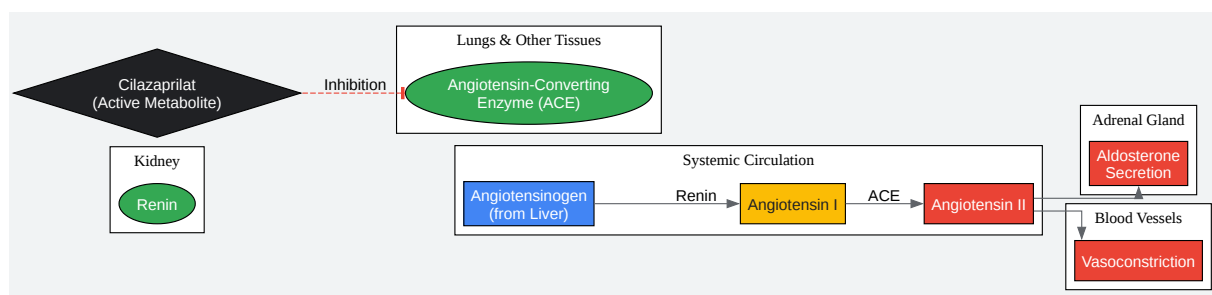 Lungs & Other Tissues
Cilazaprilat
(Active Metabolite)
Inhibition
Angiotensin-Converting
Enzyme (ACE)
Kidney
Renin
Systemic Circulation
Angiotensinogen
(from Liver)
Renin
Angiotensin I
ACE
Angiotensin II
Adrenal Gland
Aldosterone
Secretion
Blood Vessels
Vasoconstriction